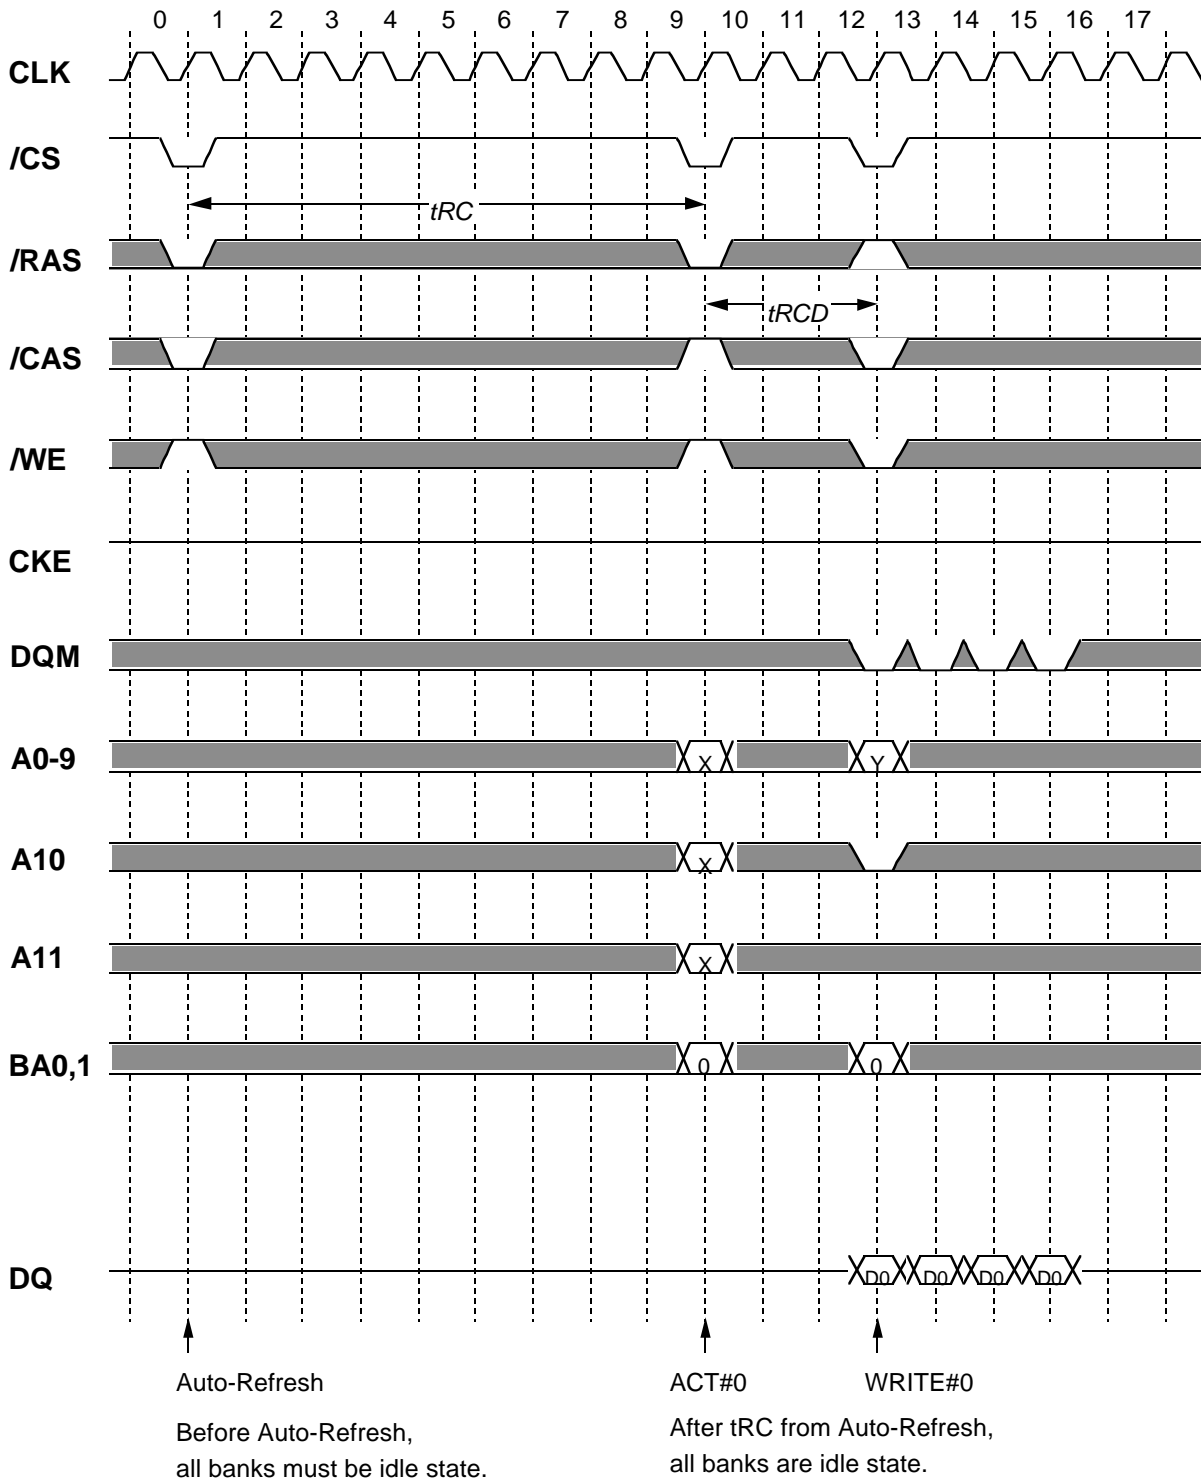 0 1 2 3 4 5 6 7 8 9 10 11 12 13 14 15 16 17
CLK
/CS
tRC
/RAS
tRCD
/CAS
/WE
CKE
DQM
A0-9 X Y
A10 X
A11 X
BA0,1 0 0
DQ D0 D0 D0 D0
Auto-Refresh ACT#0 WRITE#0
Before Auto-Refresh,
all banks must be idle state.
After tRC from Auto-Refresh,
all banks are idle state.